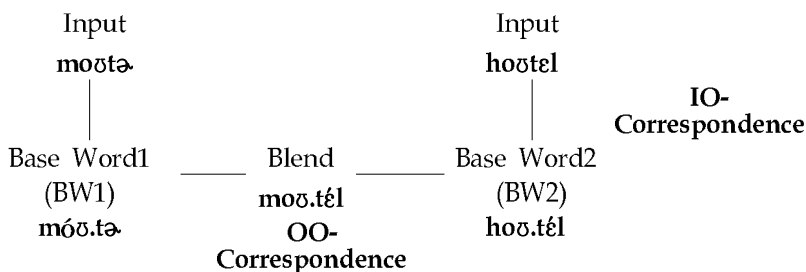 Input Input
moʊtɚ hoʊtɛl
IO-
Correspondence
Base Word1 Blend Base Word2
(BW1) moʊ.tɛ́l (BW2)
móʊ.tɚ OO- hoʊ.tɛ́l
Correspondence